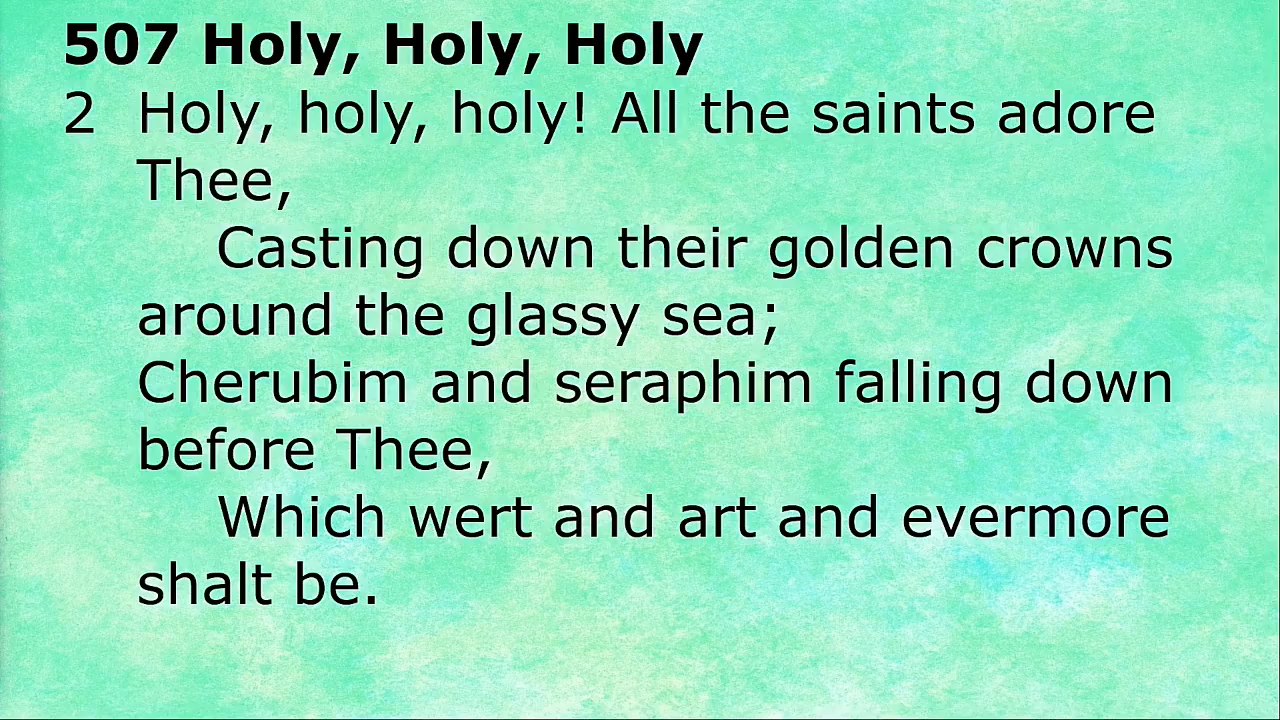 507 Holy, Holy, Holy
2 Holy, holy, holy! All the saints adore
Thee,
Casting down their golden crowns
around the glassy sea;
Cherubim and seraphim falling down
before Thee,
Which wert and art and evermore
shalt be.